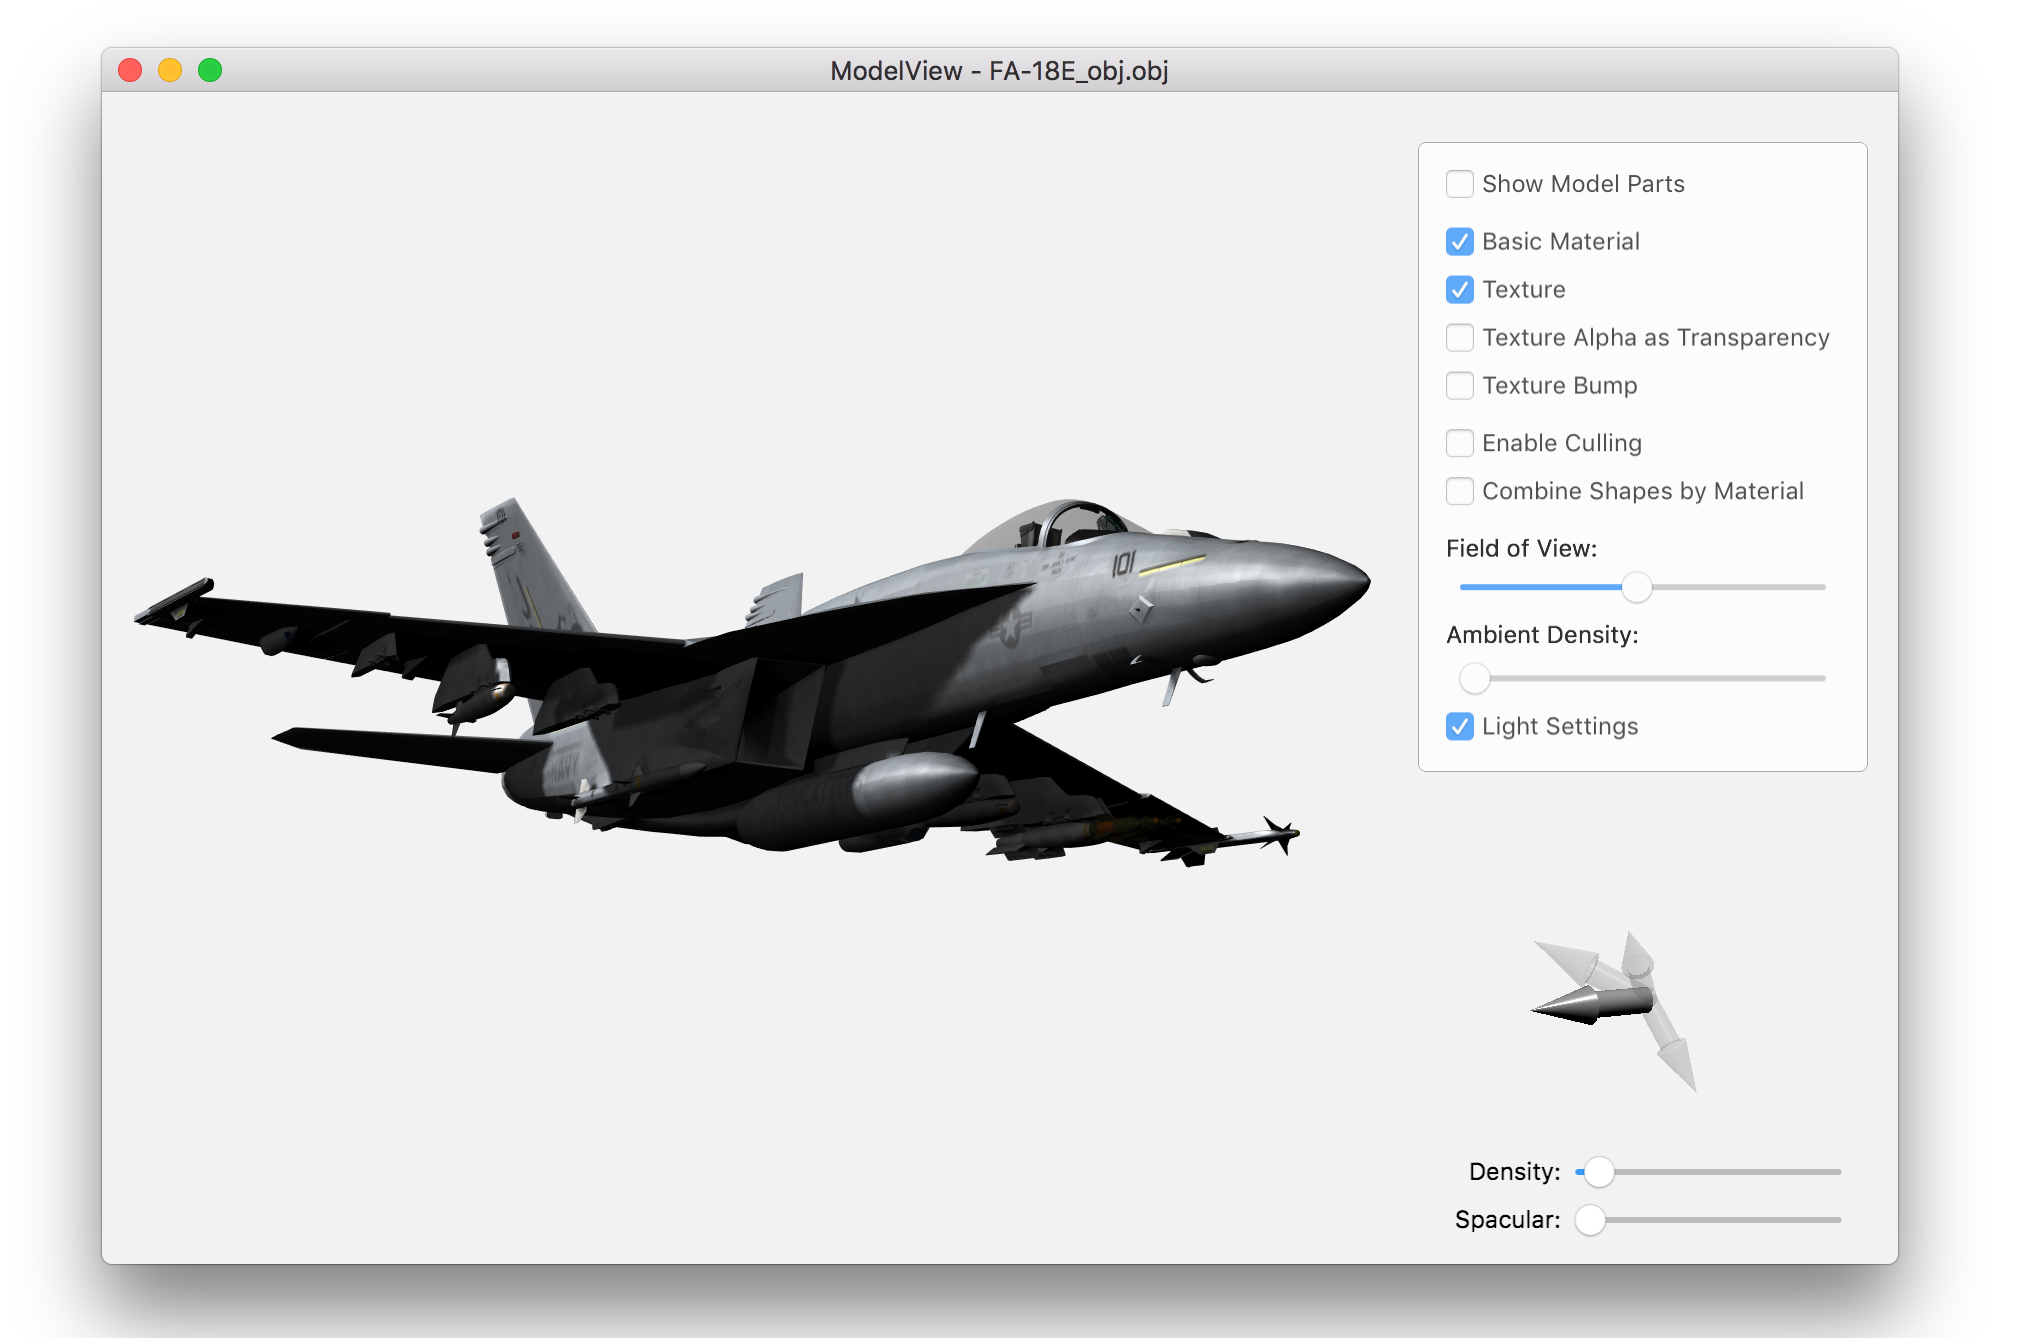 ModelView - FA-18E_obj.obj
Show Model Parts
Basic Material
Texture
Texture Alpha as Transparency
Texture Bump
Enable Culling
Combine Shapes by Material
Field of View:
Ambient Density:
Light Settings
101
NAVY
Density:
Spacular: